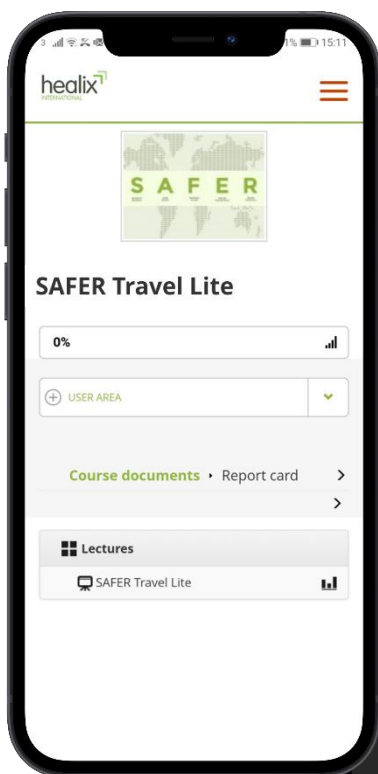 15:11
healix
INTERNATIONAL
SAFER
SAFER Travel Lite
0%
USER AREA
Course documents ‣ Report card
Lectures
SAFER Travel Lite